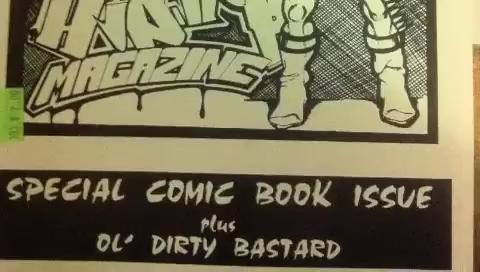 MAGAZINE
SPECIAL COMIC BOOK ISSUE
plus
OL' DIRTY BASTARD